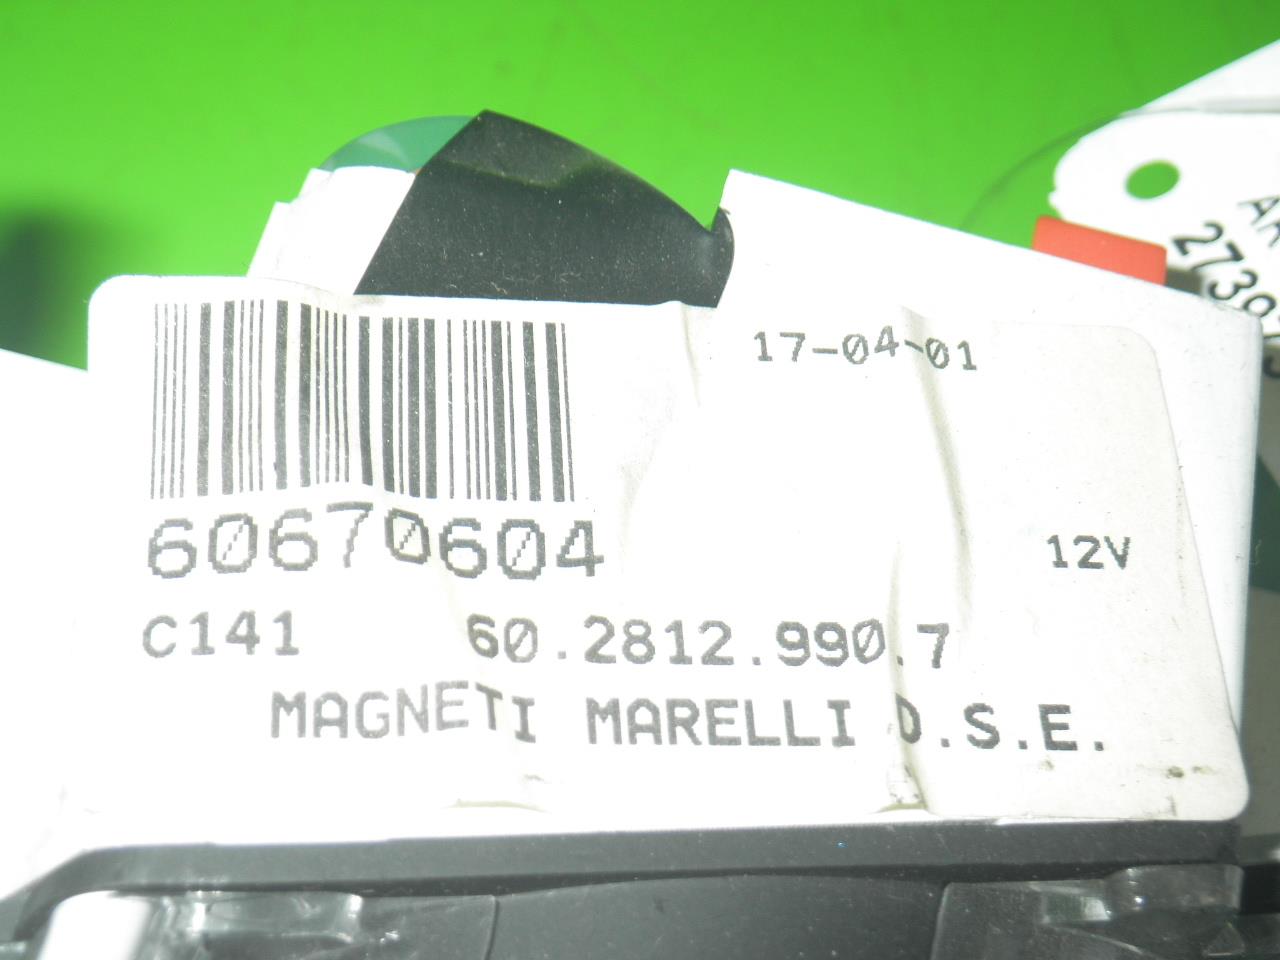 17-04-01
60670604
12V
C141 60.2812.990.7
MAGNETI MARELLI D.S.E.